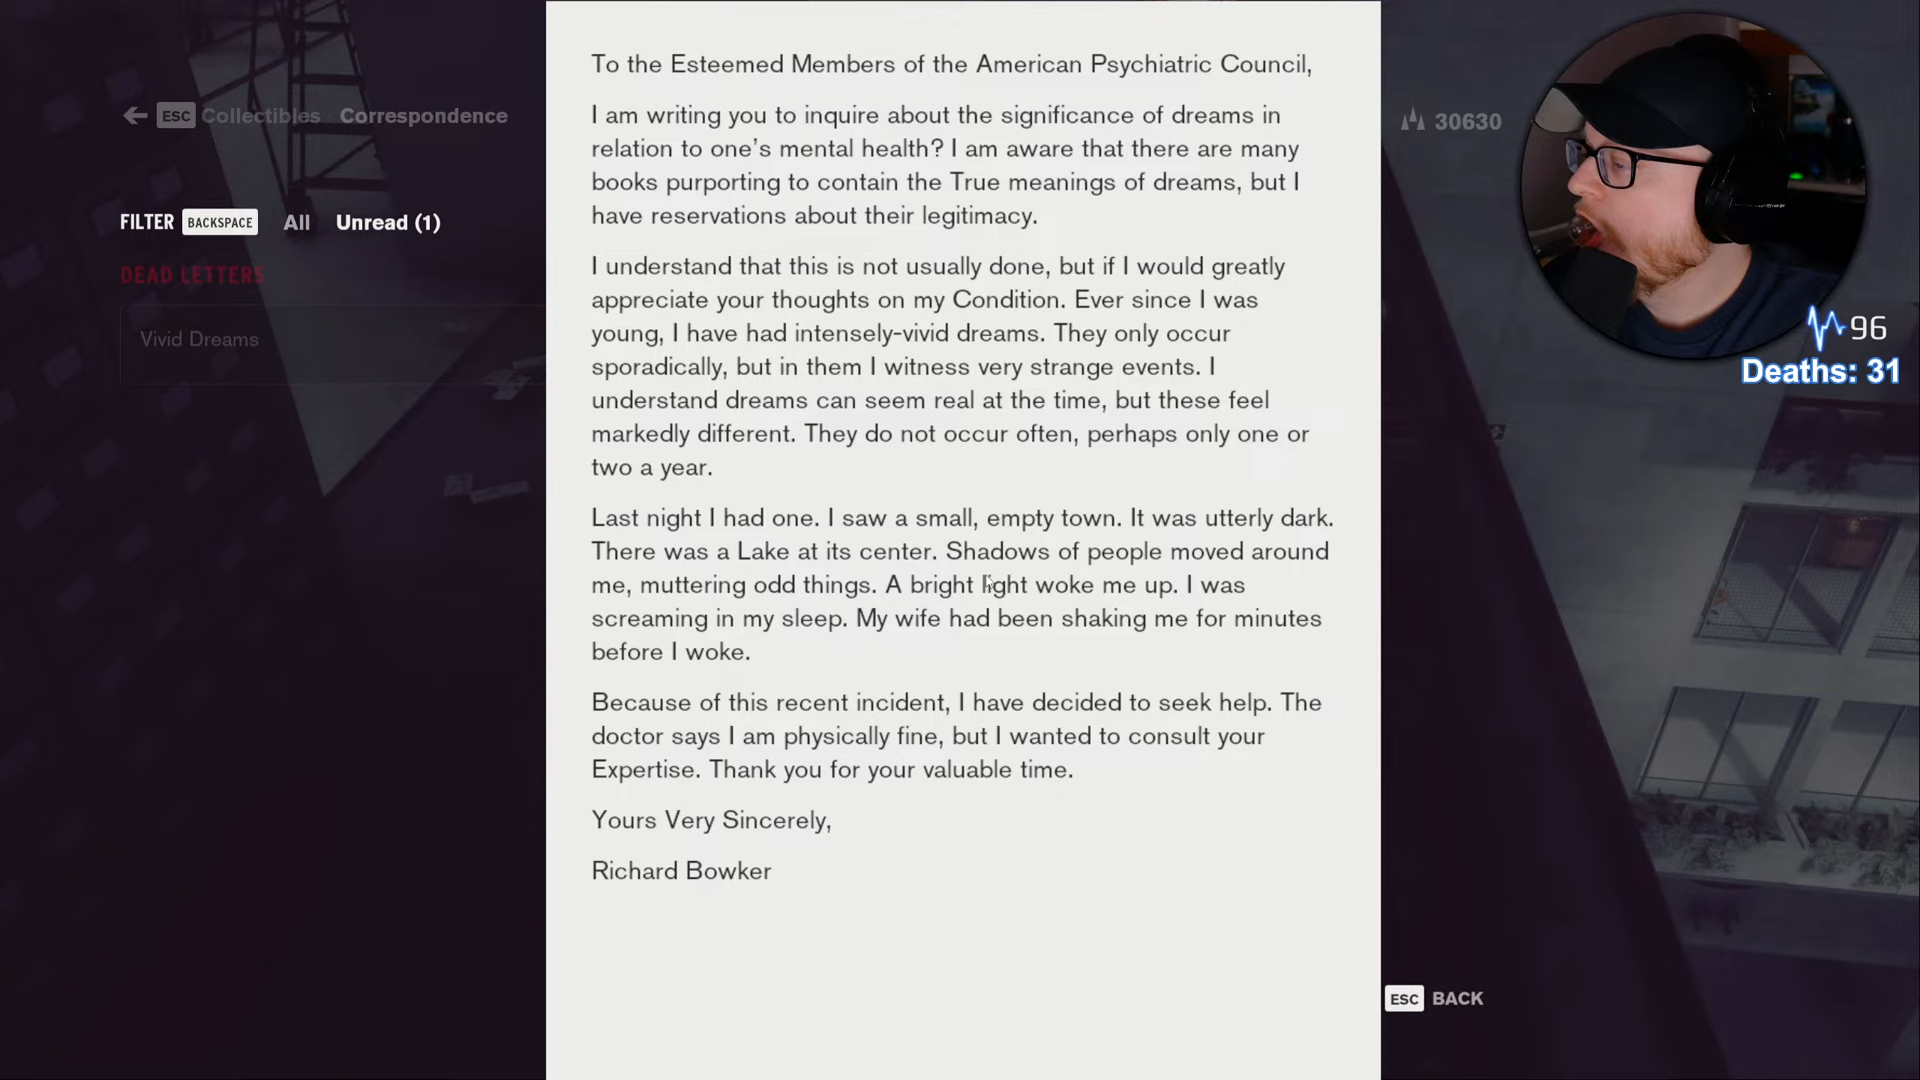 To the Esteemed Members of the American Psychiatric Council,
I am writing you to inquire about the significance of dreams in
relation to one's mental health? I am aware that there are many
books purporting to contain the True meanings of dreams, but I
have reservations about their legitimacy.
I understand that this is not usually done, but if I would greatly
appreciate your thoughts on my Condition. Ever since I was
young, I have had intensely-vivid dreams. They only occur
sporadically, but in them I witness very strange events. I
understand dreams can seem real at the time, but these feel
markedly different. They do not occur often, perhaps only one or
two a year.
Last night I had one. I saw a small, empty town. It was utterly dark.
There was a Lake at its center. Shadows of people moved around
me, muttering odd things. A bright light woke me up. I was
screaming in my sleep. My wife had been shaking me for minutes
before I woke.
Because of this recent incident, I have decided to seek help. The
doctor says I am physically fine, but I wanted to consult your
Expertise. Thank you for your valuable time.
Yours Very Sincerely,
Richard Bowker
ESC Collectibles Correspondence
FILTER BACKSPACE All Unread (1)
DEAD LETTERS
Vivid Dreams
30630
96
Deaths: 31
ESC BACK